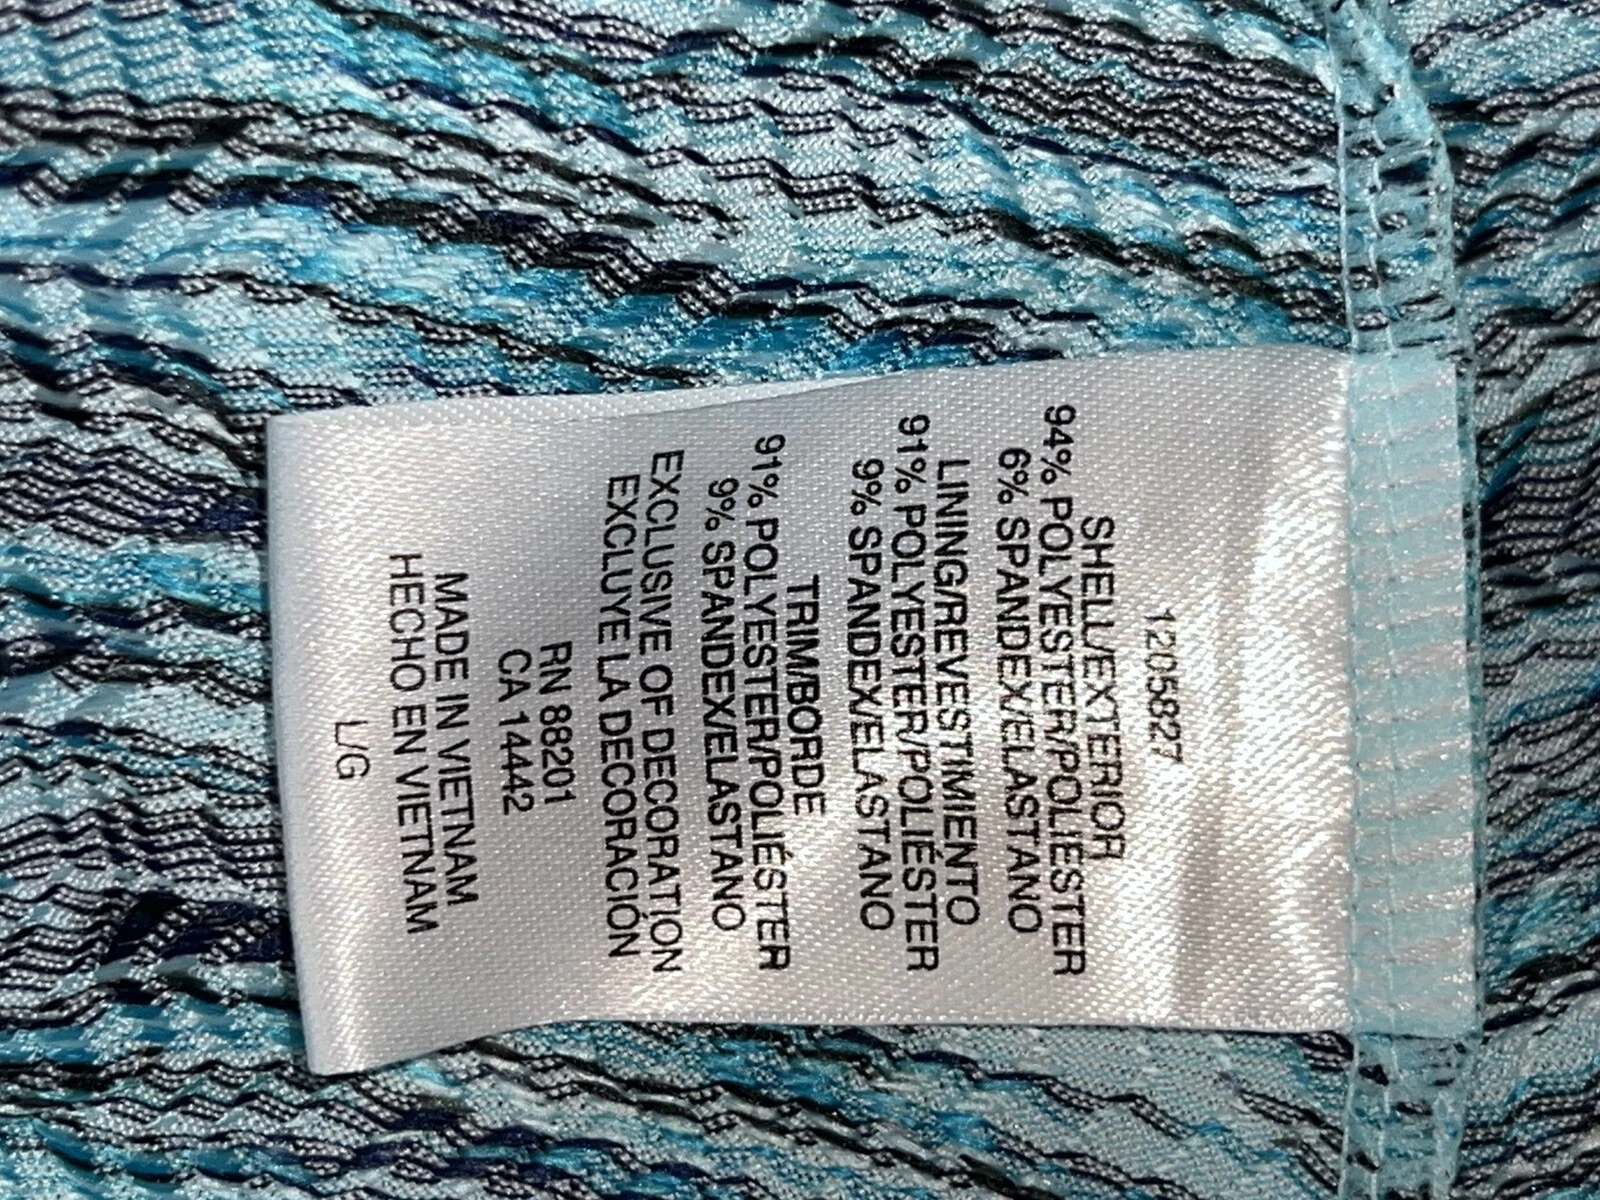 1205827
SHELL/EXTERIOR
94% POLYESTER/POLIESTER
6% SPANDEX/ELASTANO
LINING/REVESTIMIENTO
91% POLYESTER/POLIÉSTER
9% SPANDEX/ELASTANO
TRIM/BORDE
91% POLYESTER/POLIÉSTER
9% SPANDEX/ELASTANO
EXCLUSIVE OF DECORATION
EXCLUYE LA DECORACIÓN
RN 88201
CA 14442
MADE IN VIETNAM
HECHO EN VIETNAM
L/G